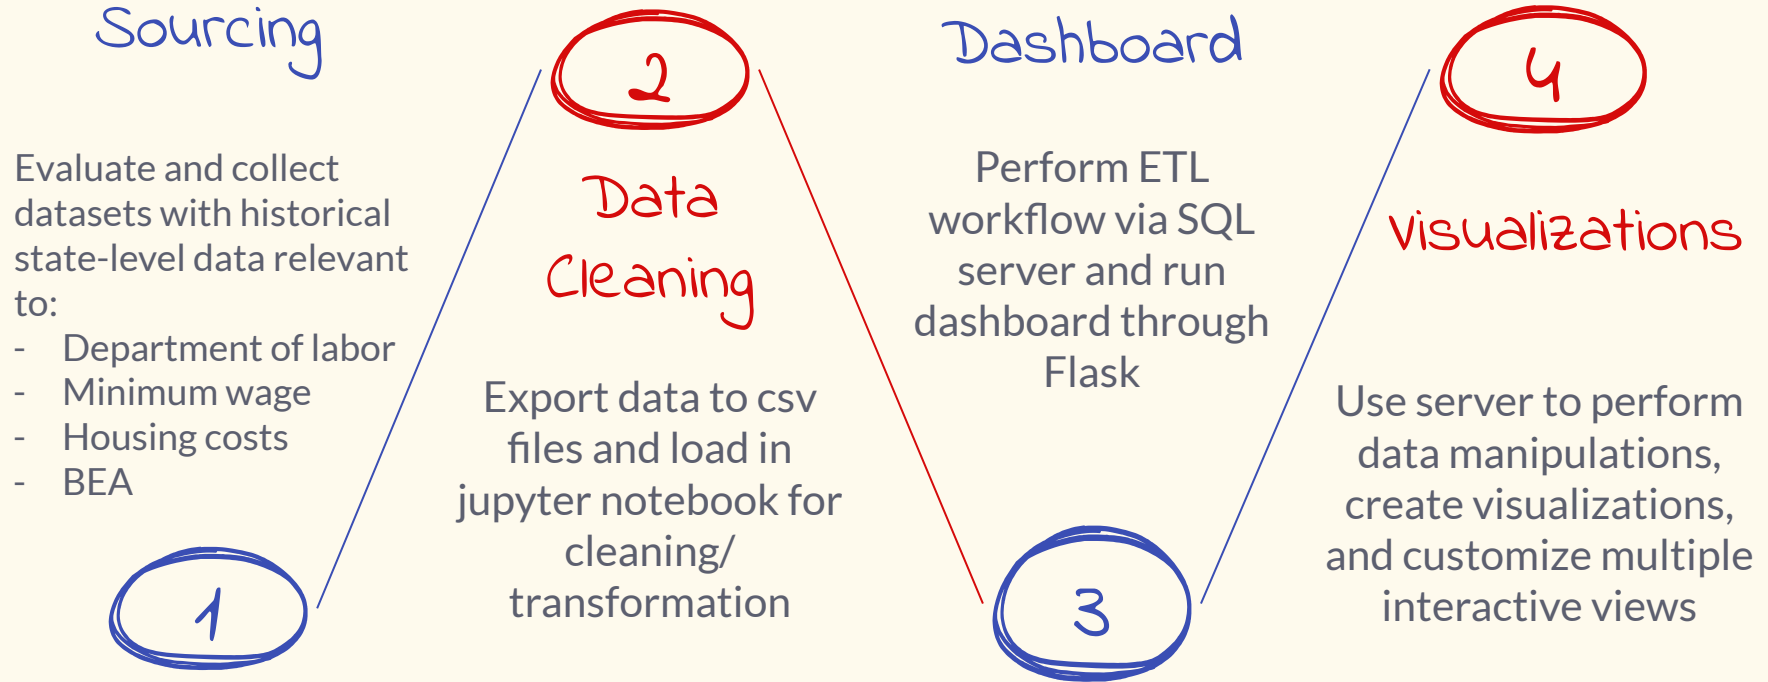 Sourcing
Evaluate and collect
datasets with historical
state-level data relevant
to:
- Department of labor
- Minimum wage
- Housing costs
- BEA
1
2
Data
Cleaning
Export data to csv
files and load in
jupyter notebook for
cleaning/
transformation
Dashboard
Perform ETL
workflow via SQL
server and run
dashboard through
Flask
3
4
Visualizations
Use server to perform
data manipulations,
create visualizations,
and customize multiple
interactive views